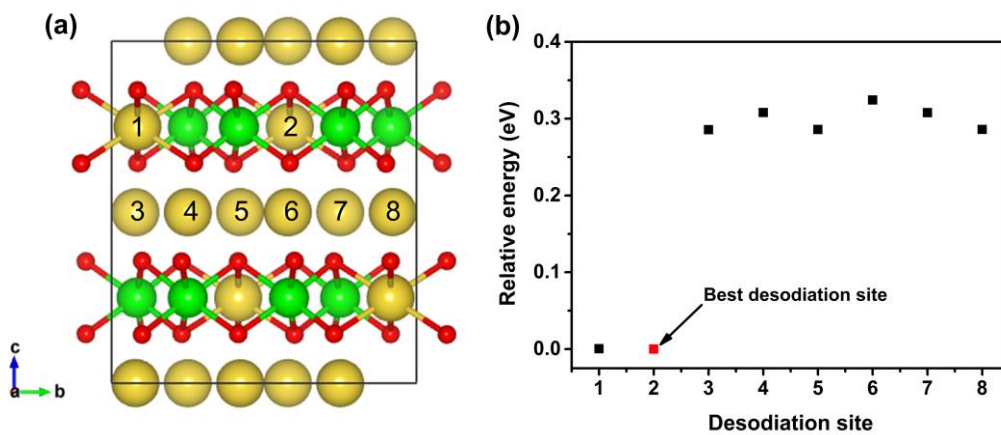 (a)
1 2
3 4 5 6 7 8
c
a b
(b)
Relative energy (eV)
0.4
0.3
0.2
0.1
0.0
Best desodiation site
1 2 3 4 5 6 7 8
Desodiation site